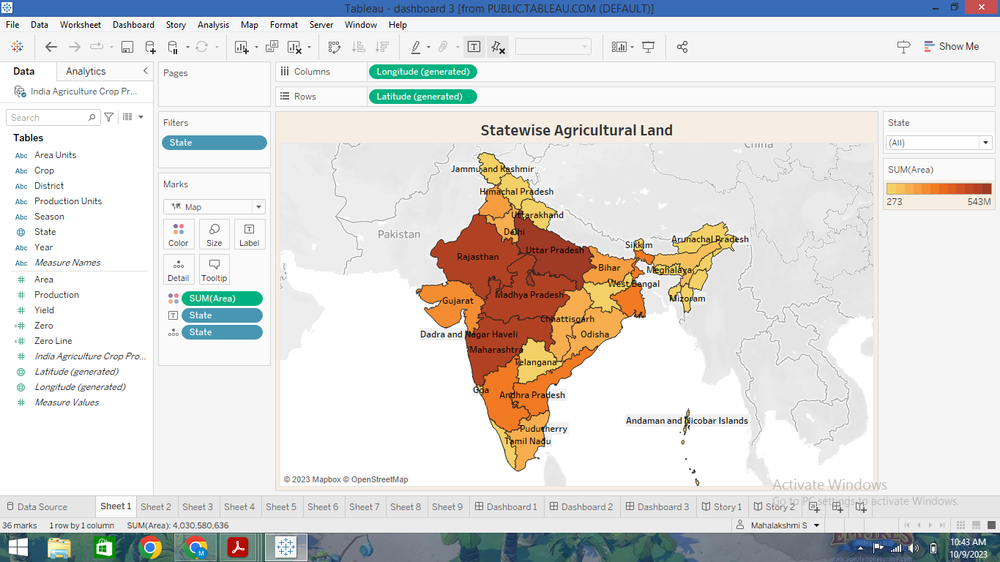 Tableau - dashboard 3 [from PUBLIC.TABLEAU.COM (DEFAULT)]
File Data Worksheet Dashboard Story Analysis Map Format Server Window Help
Show Me
Data Analytics
India Agriculture Crop Pr...
Search
Tables
Abc Area Units
Abc Crop
Abc District
Abc Production Units
Abc Season
State
Abc Year
Abc Measure Names
Area
Production
Yield
Zero
Zero Line
India Agriculture Crop Pro...
Latitude (generated)
Longitude (generated)
Measure Values
Pages
Filters
State
Marks
Map
Color Size Label
Detail Tooltip
SUM(Area)
State
State
Columns Longitude (generated)
Rows Latitude (generated)
Statewise Agricultural Land
China
Jammu and Kashmir
Himachal Pradesh
Uttarakhand
Pakistan
Delhi
Arunachal Pradesh
Sikkim
Uttar Pradesh
Rajasthan
Bihar
Meghalaya
West Bengal
Madhya Pradesh
Mizoram
Gujarat
Chhattisgarh
Dadra and Nagar Haveli
Odisha
Maharashtra
Telangana
Goa
Andhra Pradesh
Andaman and Nicobar Islands
Puducherry
Tamil Nadu
© 2023 Mapbox © OpenStreetMap
State
(All)
SUM(Area)
273 543M
Activate Windows
Go to PC settings to activate Windows.
Data Source Sheet 1 Sheet 2 Sheet 3 Sheet 4 Sheet 5 Sheet 6 Sheet 7 Sheet 8 Sheet 9 Dashboard 1 Dashboard 2 Dashboard 3 Story 1 Story 2
36 marks 1 row by 1 column SUM(Area): 4,030,580,636 Mahalakshmi S
10:43 AM
10/9/2023
www.ageofempiresonline.com